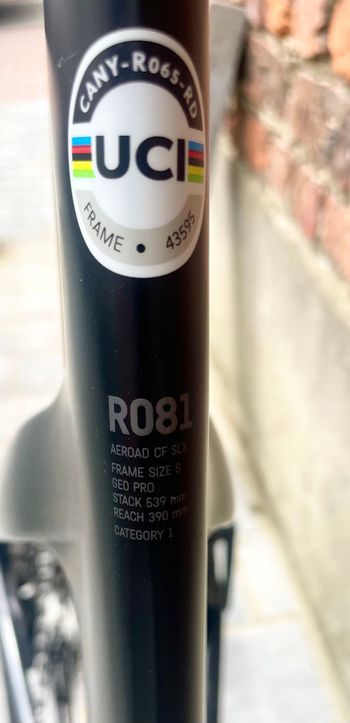 CANY-R065-RD
UCI
FRAME • 43595
R081
AEROAD CF SLX
FRAME SIZE S
GEO PRO
STACK 539 mm
REACH 390 mm
CATEGORY 1